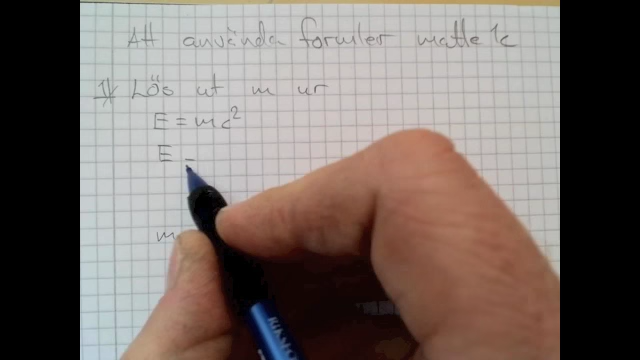 Att använda formler matte 1c
1) Lös ut m ur
E = mc²
E =
m